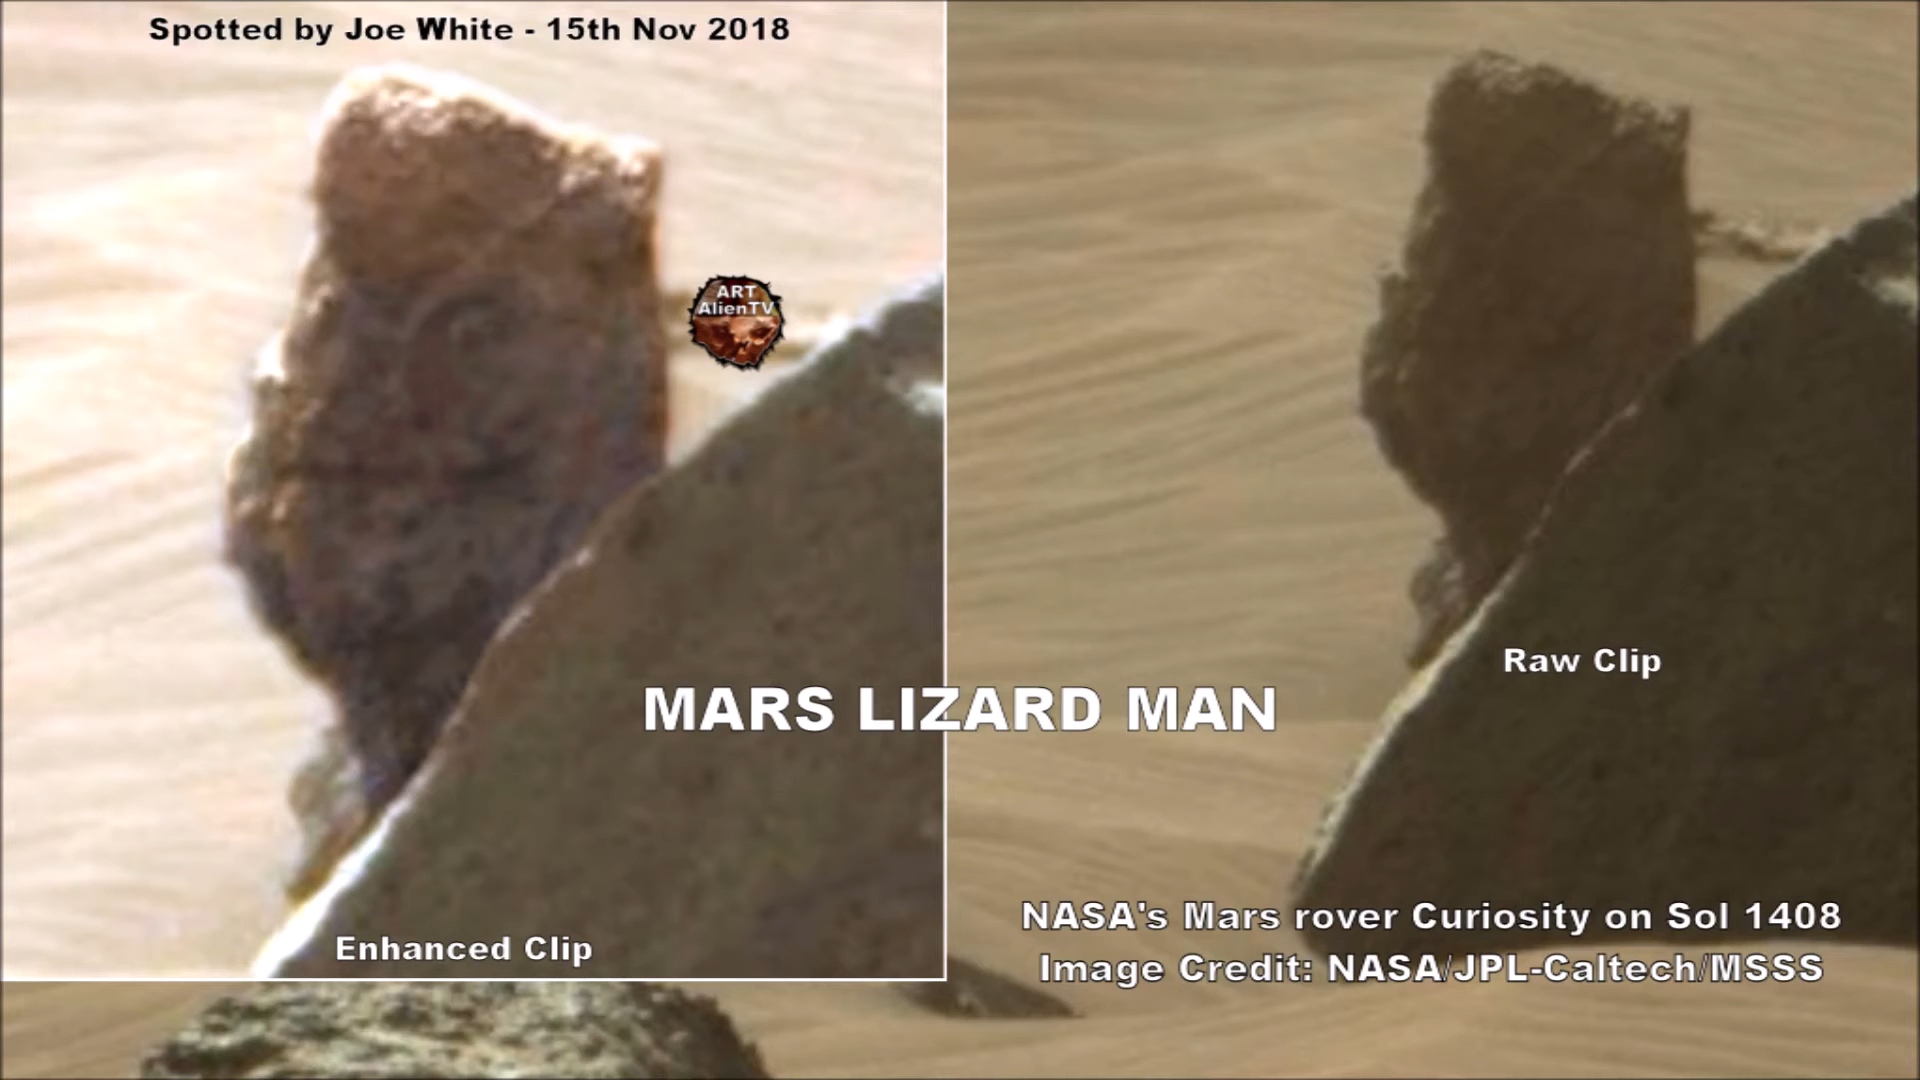 Spotted by Joe White - 15th Nov 2018
ART
AlienTV
Raw Clip
MARS LIZARD MAN
NASA's Mars rover Curiosity on Sol 1408
Enhanced Clip
Image Credit: NASA/JPL-Caltech/MSSS